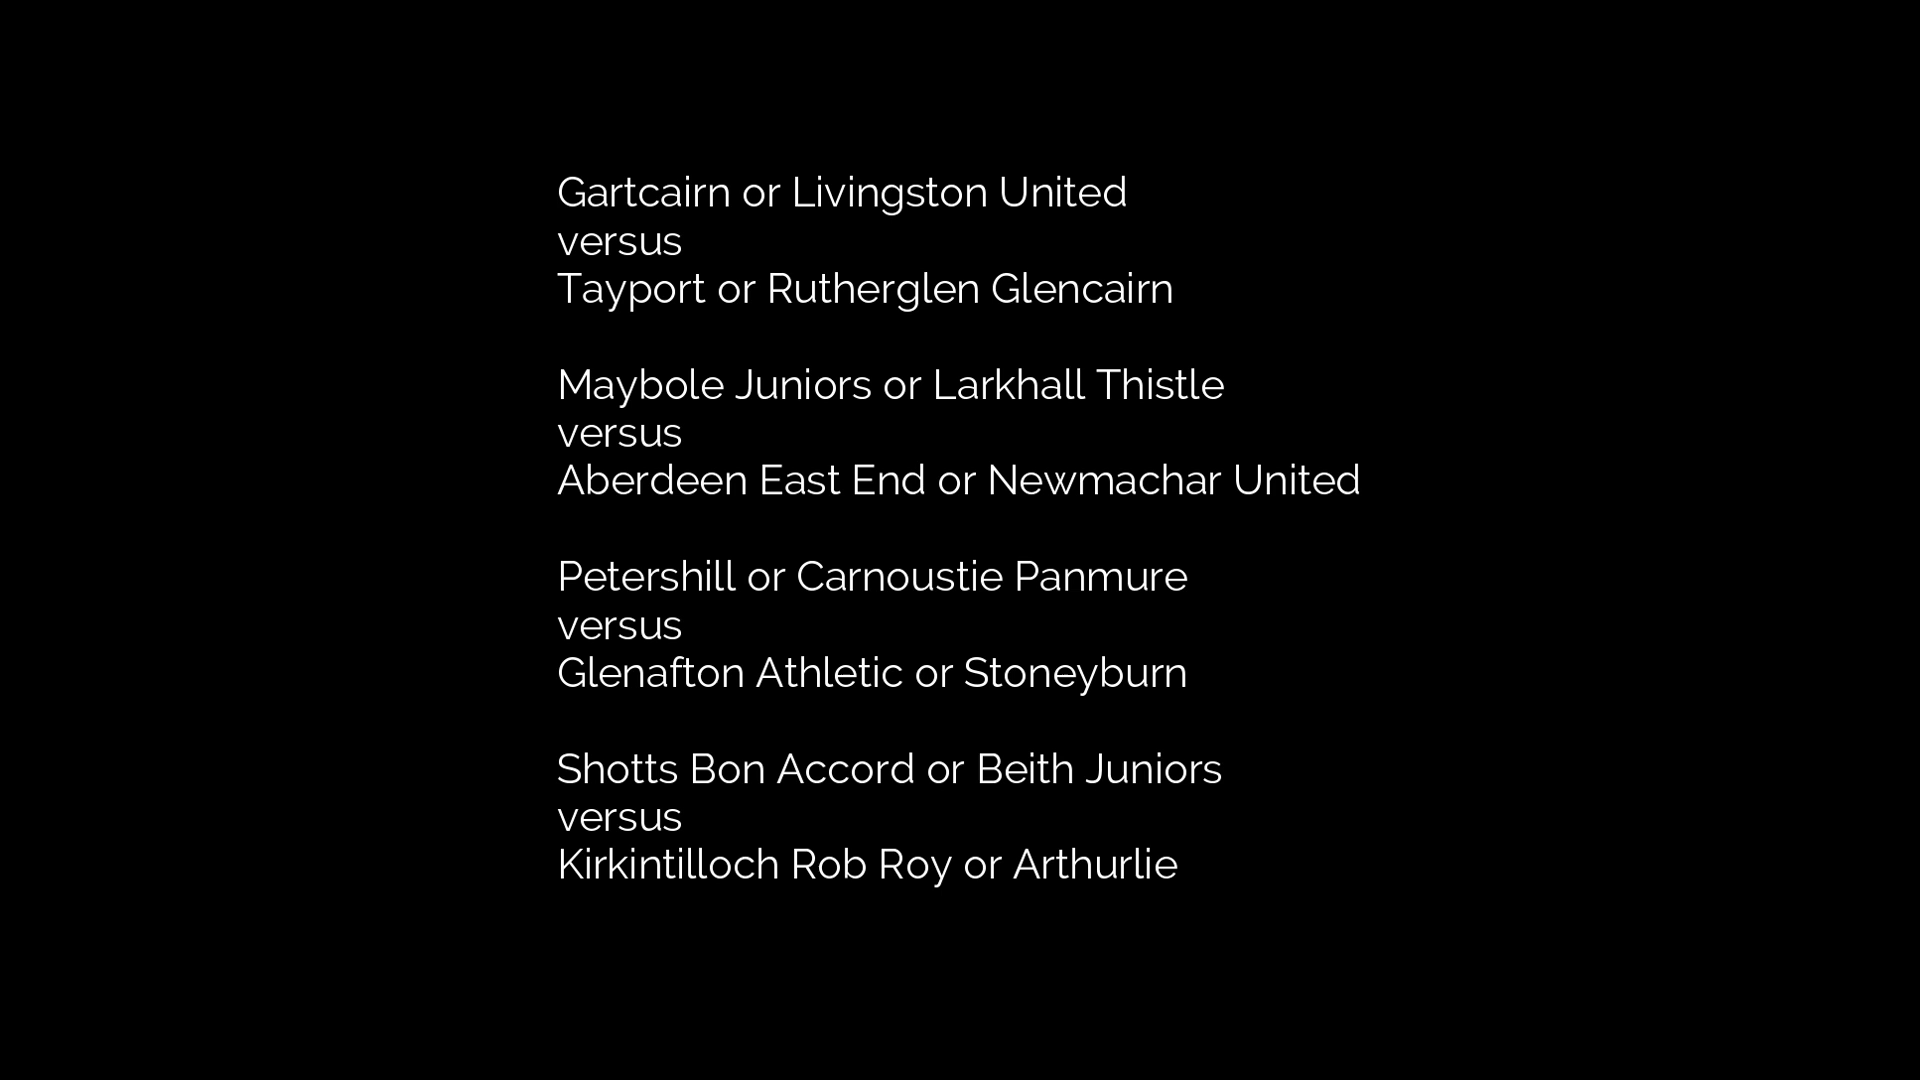 Gartcairn or Livingston United
versus
Tayport or Rutherglen Glencairn
Maybole Juniors or Larkhall Thistle
versus
Aberdeen East End or Newmachar United
Petershill or Carnoustie Panmure
versus
Glenafton Athletic or Stoneyburn
Shotts Bon Accord or Beith Juniors
versus
Kirkintilloch Rob Roy or Arthurlie